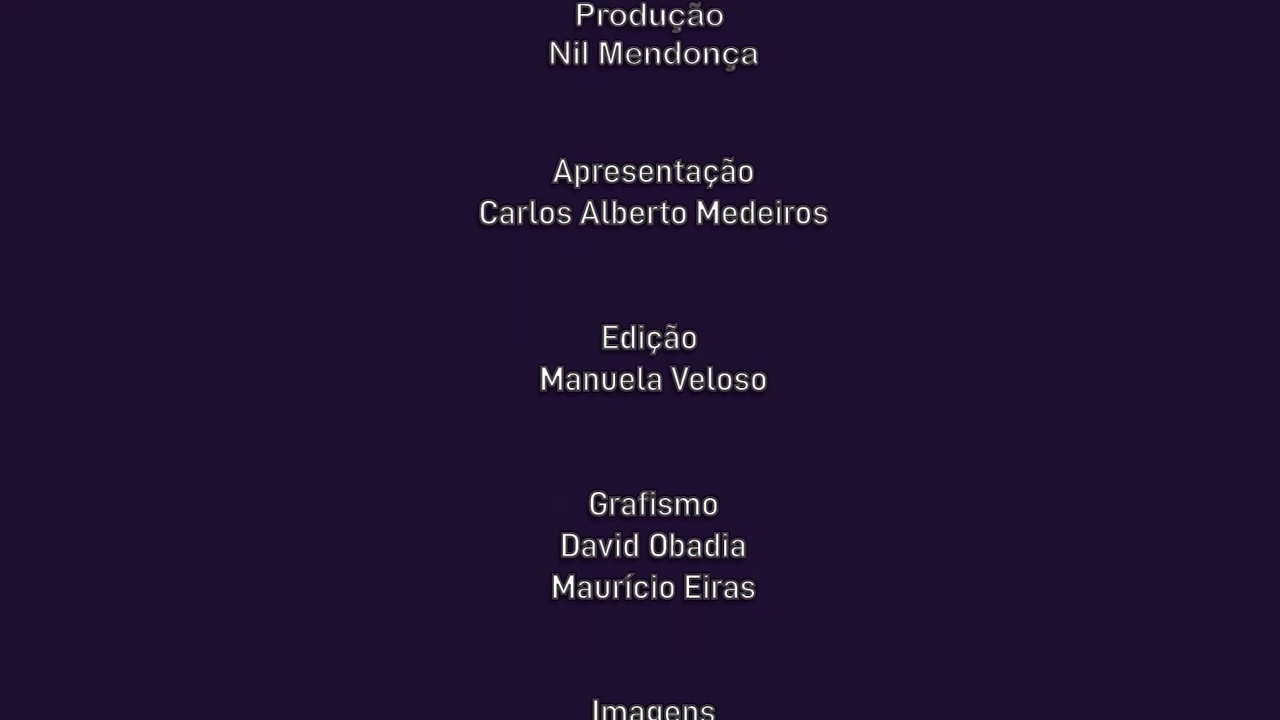 Produção
Nil Mendonça
Apresentação
Carlos Alberto Medeiros
Edição
Manuela Veloso
Grafismo
David Obadia
Maurício Eiras
Imagens